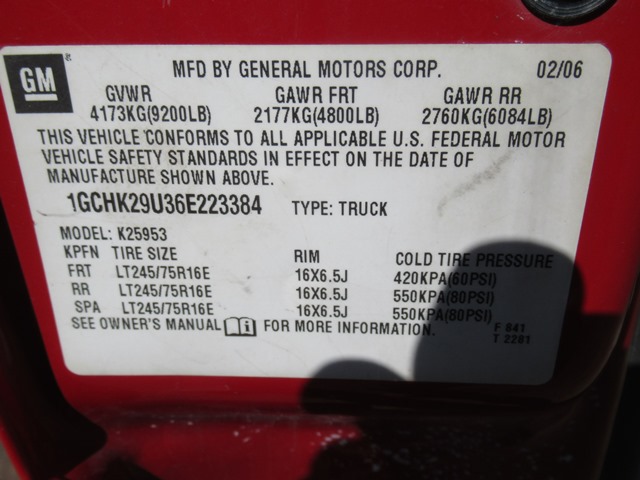 GM
MFD BY GENERAL MOTORS CORP. 02/06
GVWR GAWR FRT GAWR RR
4173KG(9200LB) 2177KG(4800LB) 2760KG(6084LB)
THIS VEHICLE CONFORMS TO ALL APPLICABLE U.S. FEDERAL MOTOR
VEHICLE SAFETY STANDARDS IN EFFECT ON THE DATE OF
MANUFACTURE SHOWN ABOVE.
1GCHK29U36E223384 TYPE: TRUCK
MODEL: K25953
KPFN TIRE SIZE RIM COLD TIRE PRESSURE
FRT LT245/75R16E 16X6.5J 420KPA(60PSI)
RR LT245/75R16E 16X6.5J 550KPA(80PSI)
SPA LT245/75R16E 16X6.5J 550KPA(80PSI)
SEE OWNER'S MANUAL i FOR MORE INFORMATION.
F 841
T 2281